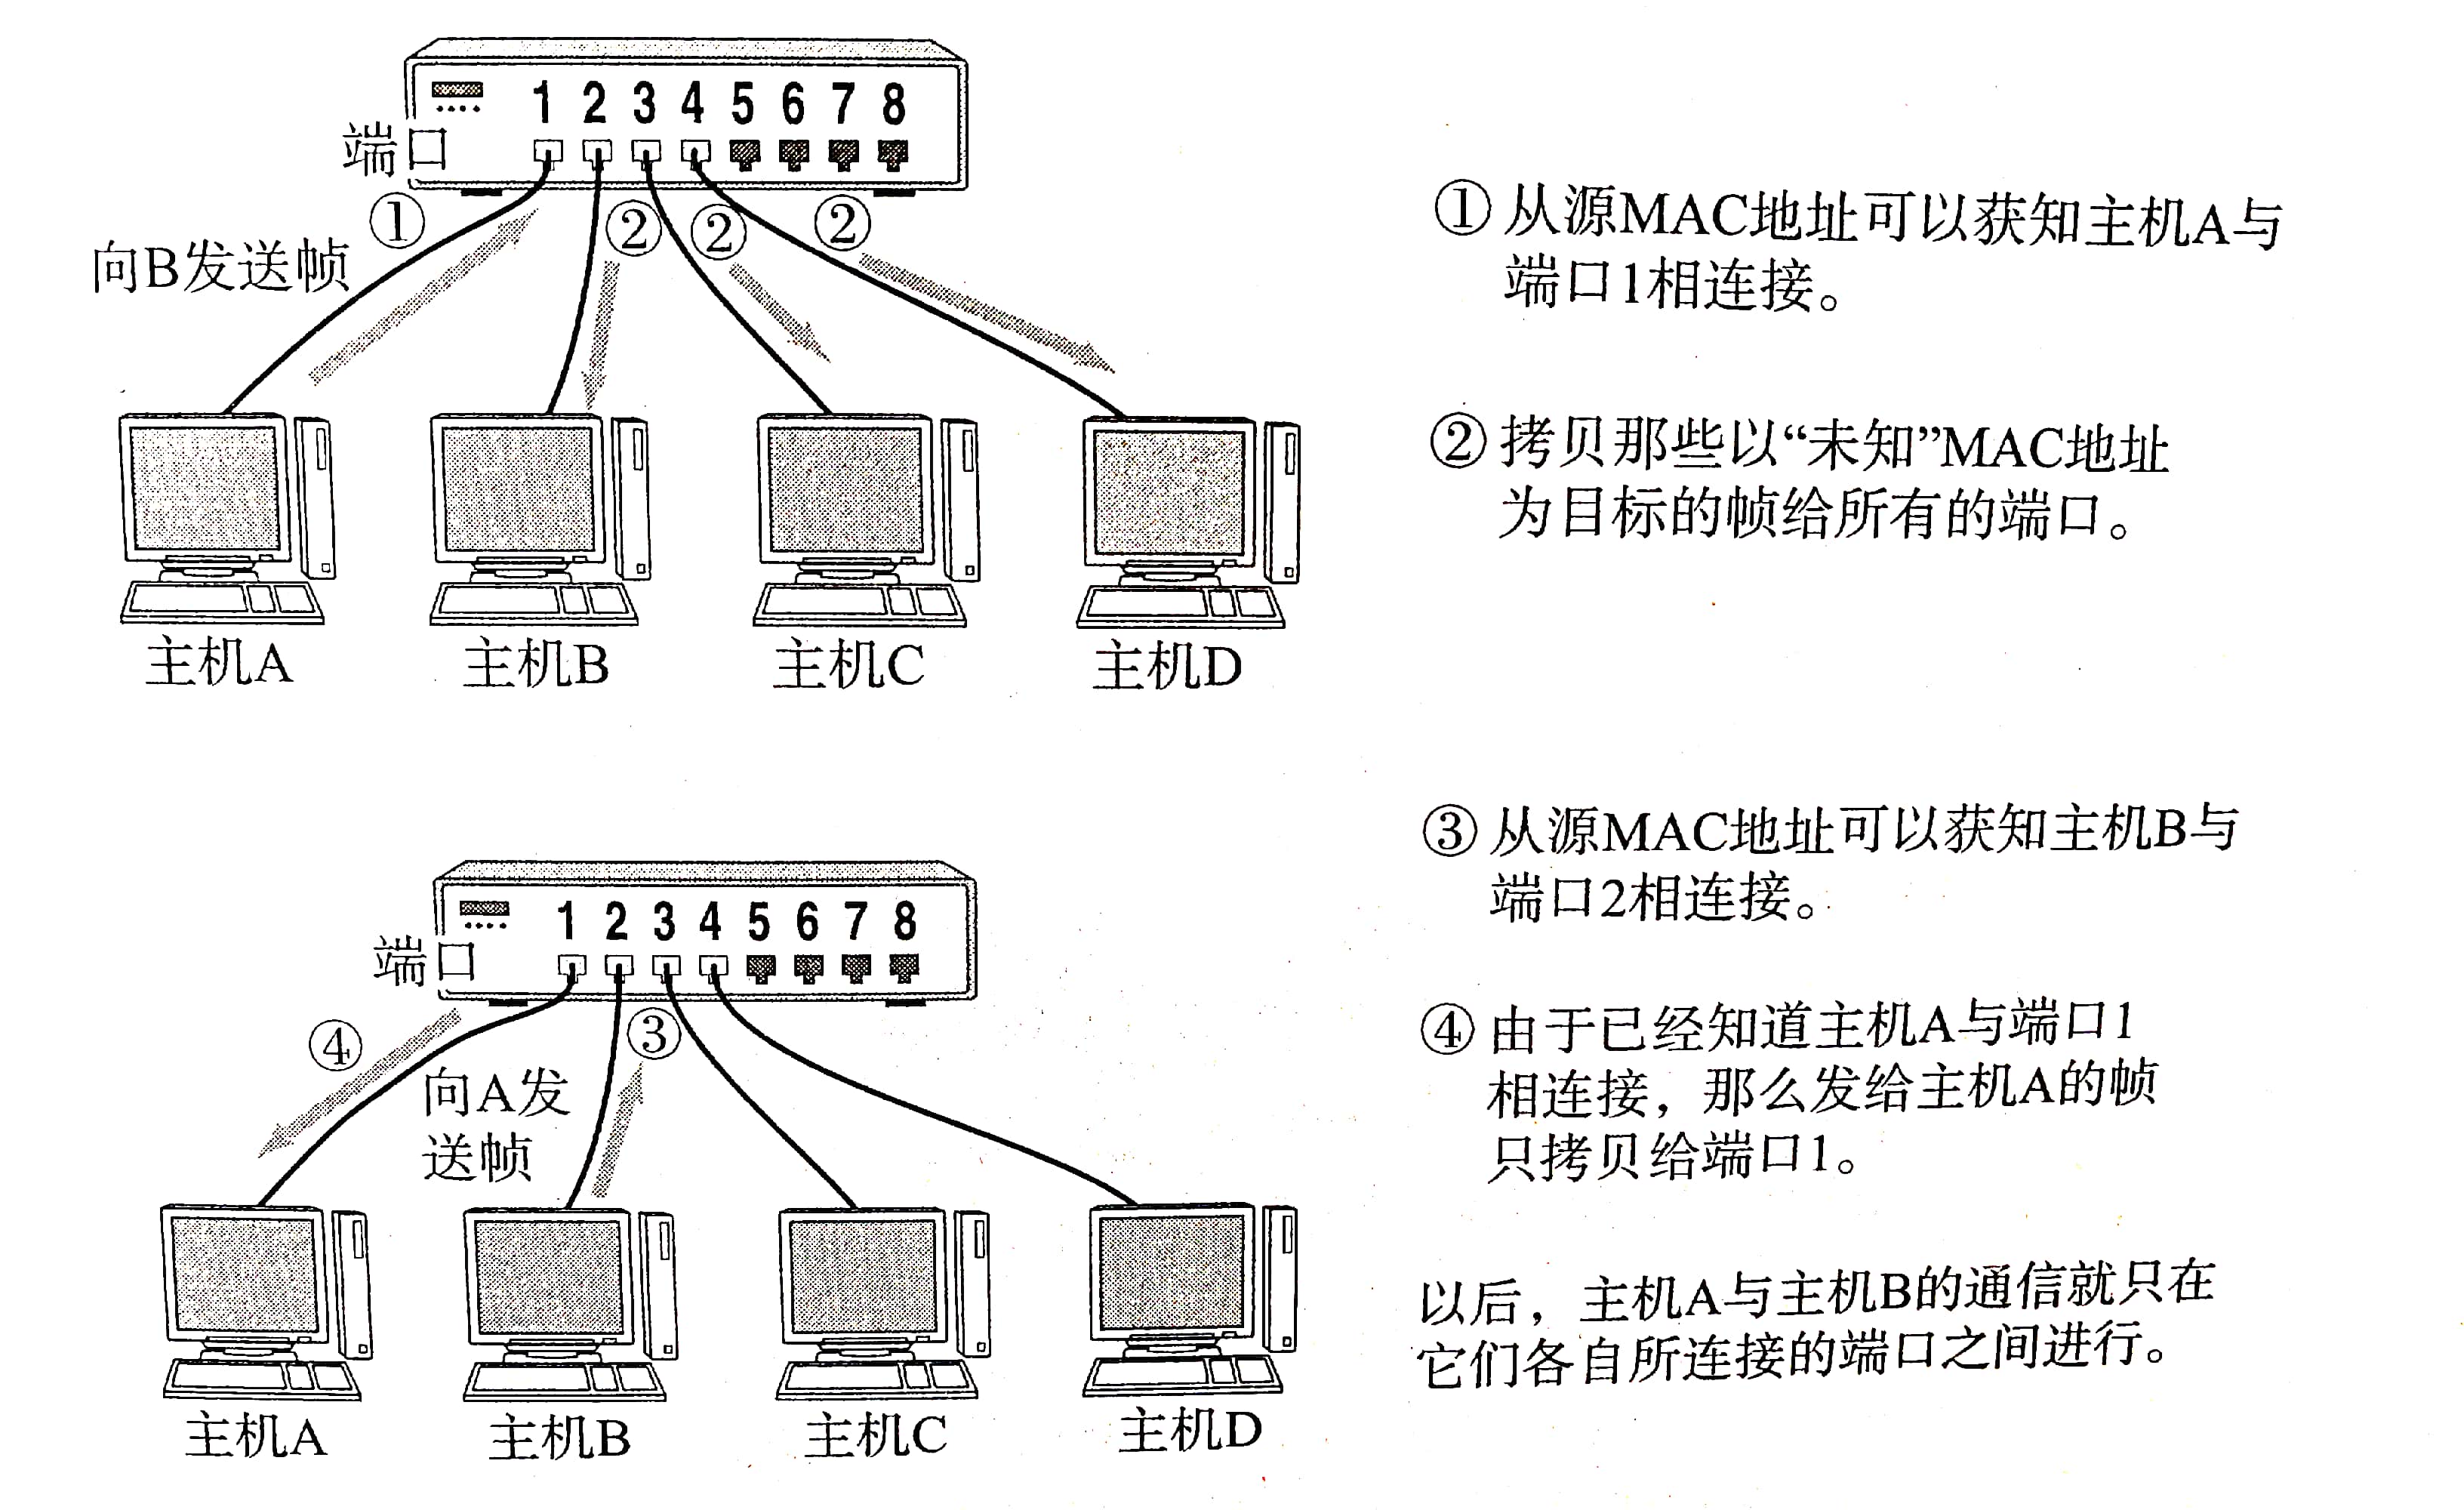 1 2 3 4 5 6 7 8
端口
① ② ② ②
向B发送帧
主机A 主机B 主机C 主机D
① 从源MAC地址可以获知主机A与
端口1相连接。
② 拷贝那些以“未知”MAC地址
为目标的帧给所有的端口。
1 2 3 4 5 6 7 8
端口
④ ③
向A发
送帧
主机A 主机B 主机C 主机D
③ 从源MAC地址可以获知主机B与
端口2相连接。
④ 由于已经知道主机A与端口1
相连接，那么发给主机A的帧
只拷贝给端口1。
以后，主机A与主机B的通信就只在
它们各自所连接的端口之间进行。